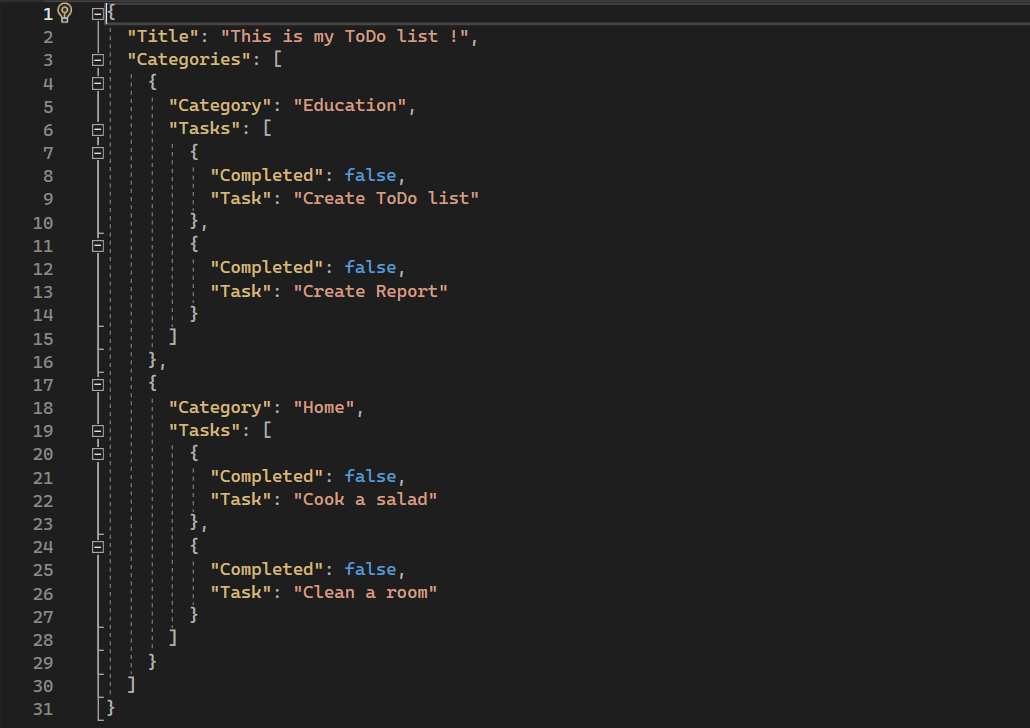 1 {
2 "Title": "This is my ToDo list !",
3 "Categories": [
4 {
5 "Category": "Education",
6 "Tasks": [
7 {
8 "Completed": false,
9 "Task": "Create ToDo list"
10 },
11 {
12 "Completed": false,
13 "Task": "Create Report"
14 }
15 ]
16 },
17 {
18 "Category": "Home",
19 "Tasks": [
20 {
21 "Completed": false,
22 "Task": "Cook a salad"
23 },
24 {
25 "Completed": false,
26 "Task": "Clean a room"
27 }
28 ]
29 }
30 ]
31 }